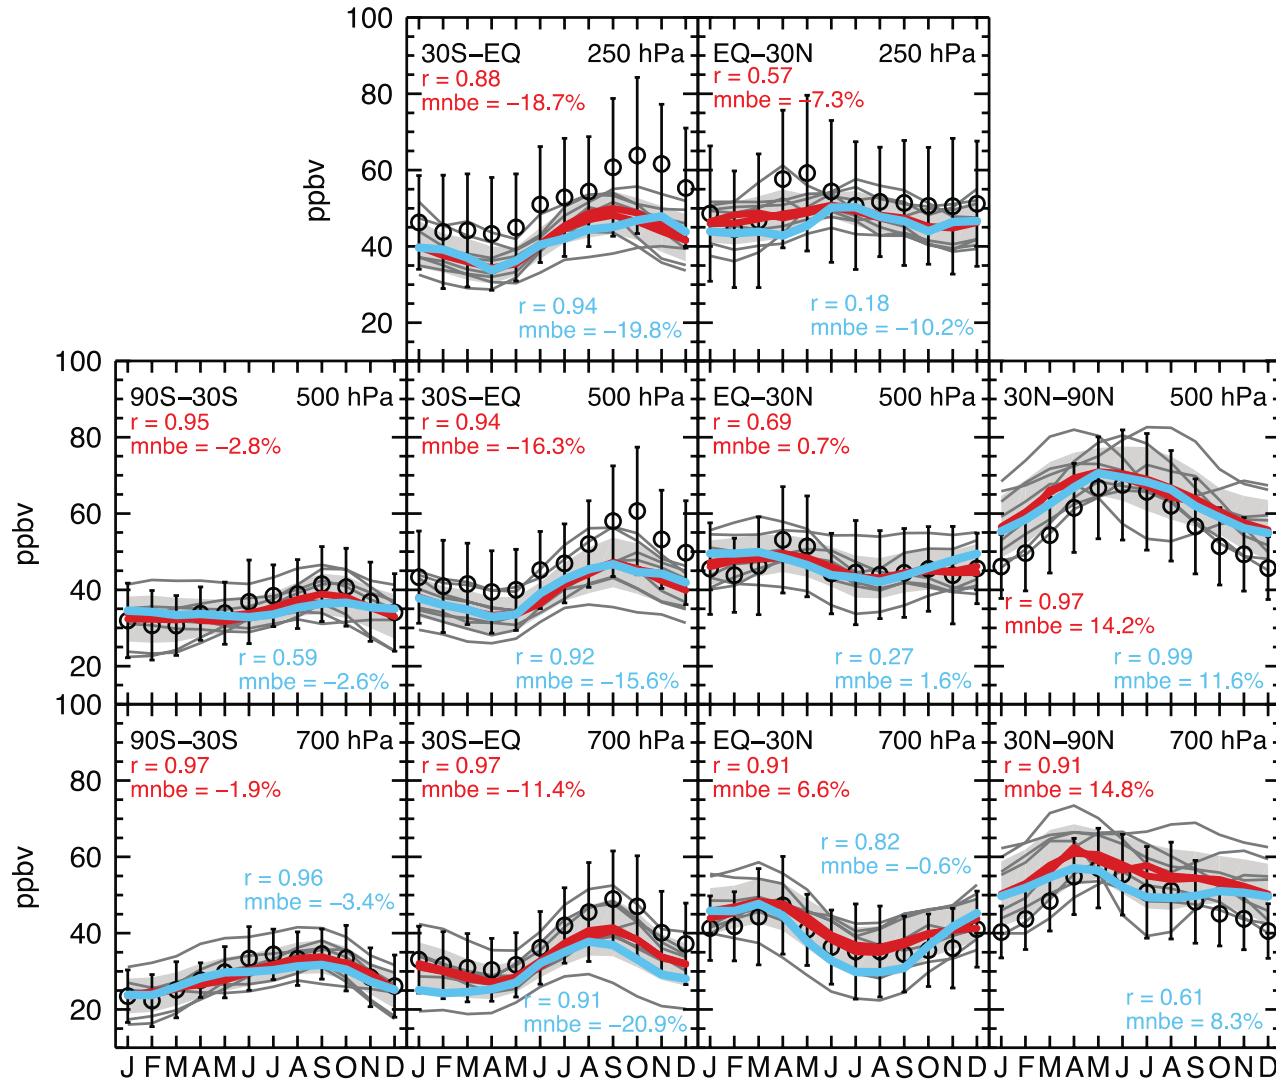 100
80
60
40
20
ppbv
30S−EQ 250 hPa
r = 0.88
mnbe = −18.7%
r = 0.94
mnbe = −19.8%
EQ−30N 250 hPa
r = 0.57
mnbe = −7.3%
r = 0.18
mnbe = −10.2%
100
80
60
40
20
ppbv
90S−30S 500 hPa
r = 0.95
mnbe = −2.8%
r = 0.59
mnbe = −2.6%
30S−EQ 500 hPa
r = 0.94
mnbe = −16.3%
r = 0.92
mnbe = −15.6%
EQ−30N 500 hPa
r = 0.69
mnbe = 0.7%
r = 0.27
mnbe = 1.6%
30N−90N 500 hPa
r = 0.97
mnbe = 14.2%
r = 0.99
mnbe = 11.6%
100
80
60
40
20
ppbv
90S−30S 700 hPa
r = 0.97
mnbe = −1.9%
r = 0.96
mnbe = −3.4%
30S−EQ 700 hPa
r = 0.97
mnbe = −11.4%
r = 0.91
mnbe = −20.9%
EQ−30N 700 hPa
r = 0.91
mnbe = 6.6%
r = 0.82
mnbe = −0.6%
30N−90N 700 hPa
r = 0.91
mnbe = 14.8%
r = 0.61
mnbe = 8.3%
J F M A M J J A S O N D J F M A M J J A S O N D J F M A M J J A S O N D J F M A M J J A S O N D